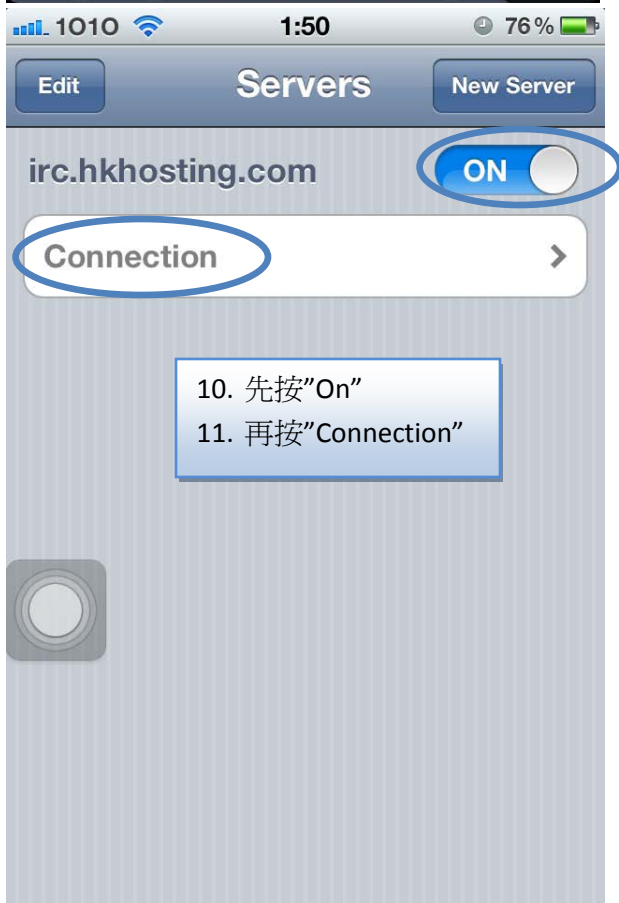 1O1O 1:50 76%
Edit Servers New Server
irc.hkhosting.com ON
Connection
10. 先按”On”
11. 再按”Connection”